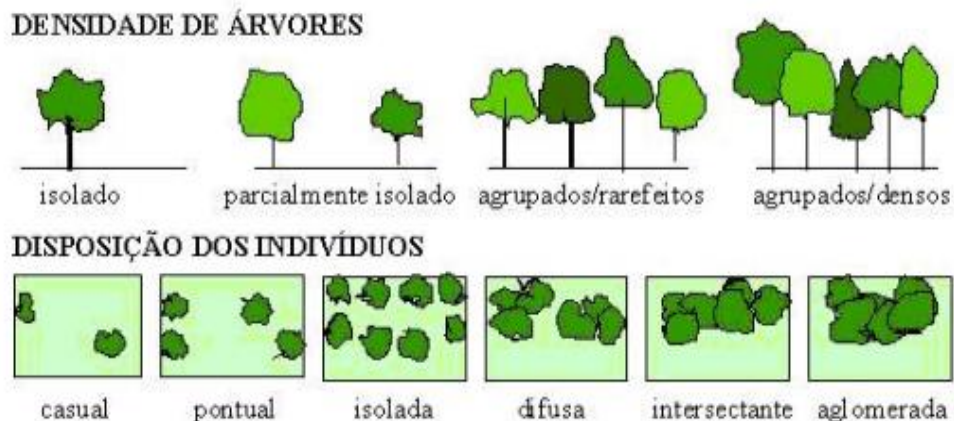 DENSIDADE DE ÁRVORES
isolado parcialmente isolado agrupados/rarefeitos agrupados/densos
DISPOSIÇÃO DOS INDIVÍDUOS
casual pontual isolada difusa intersectante aglomerada